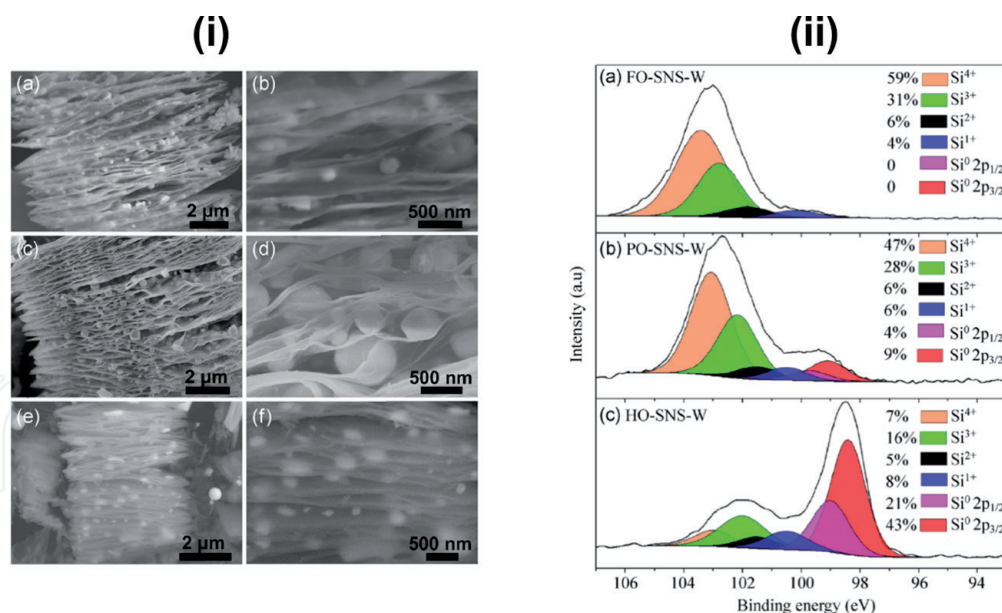 (i)
(a)
2 µm
(b)
500 nm
(c)
2 µm
(d)
500 nm
(e)
2 µm
(f)
500 nm
(ii)
(a) FO-SNS-W
59% Si⁴⁺
31% Si³⁺
6% Si²⁺
4% Si¹⁺
0 Si⁰ 2p₁/₂
0 Si⁰ 2p₃/₂
(b) PO-SNS-W
47% Si⁴⁺
28% Si³⁺
6% Si²⁺
6% Si¹⁺
4% Si⁰ 2p₁/₂
9% Si⁰ 2p₃/₂
(c) HO-SNS-W
7% Si⁴⁺
16% Si³⁺
5% Si²⁺
8% Si¹⁺
21% Si⁰ 2p₁/₂
43% Si⁰ 2p₃/₂
Intensity (a.u)
106 104 102 100 98 96 94
Binding energy (eV)